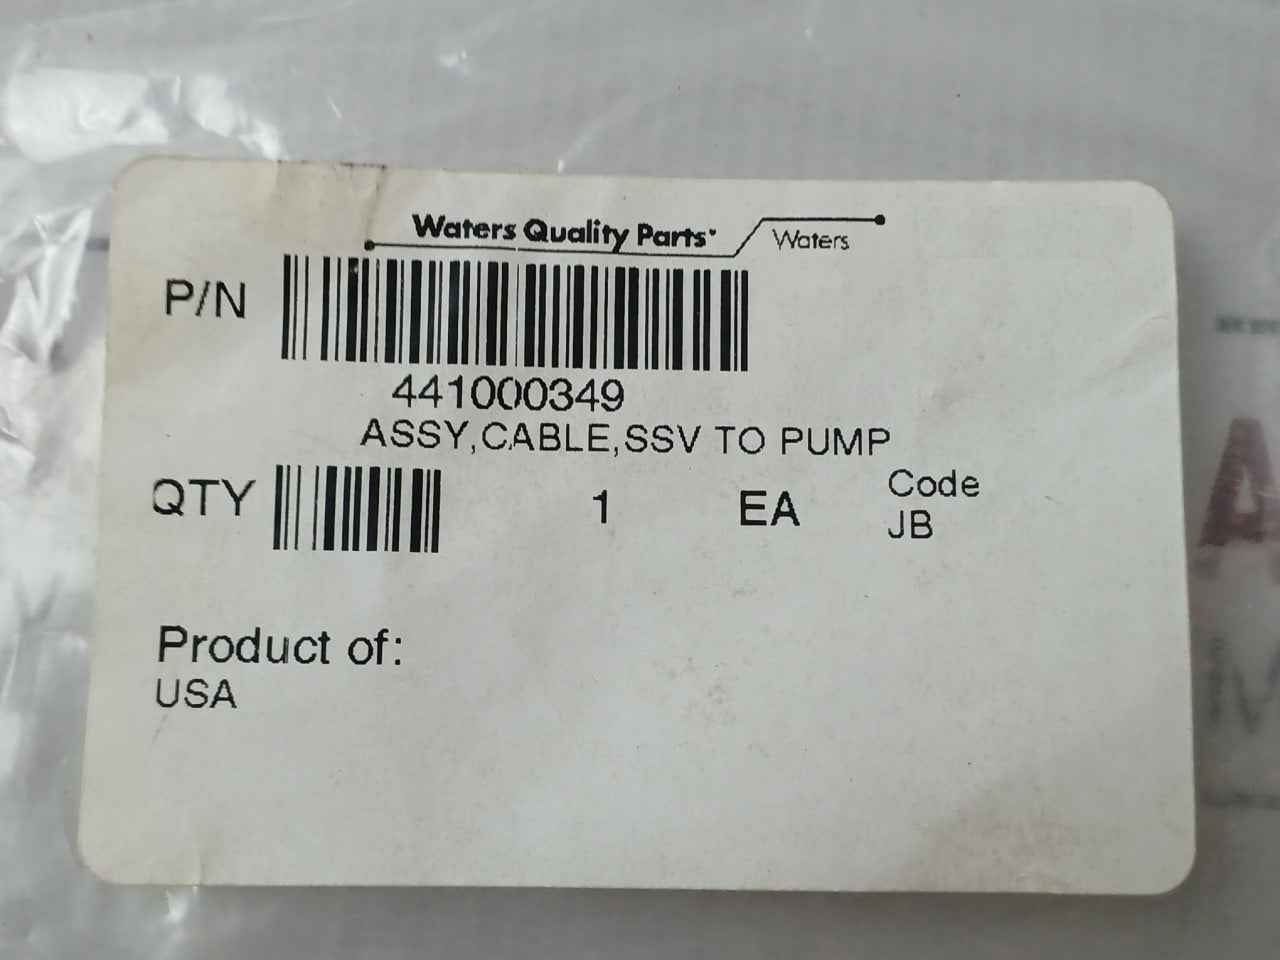 Waters Quality Parts
Waters
P/N
441000349
ASSY,CABLE,SSV TO PUMP
QTY 1 EA Code
JB
Product of:
USA
A